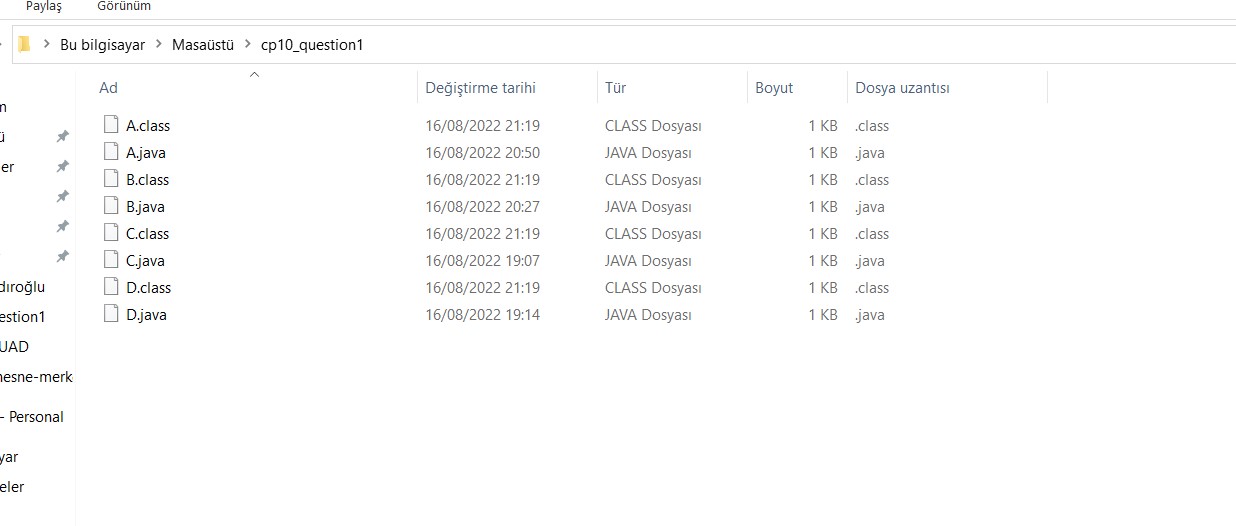 Paylaş Görünüm
Bu bilgisayar Masaüstü cp10_question1
Ad Değiştirme tarihi Tür Boyut Dosya uzantısı
A.class 16/08/2022 21:19 CLASS Dosyası 1 KB .class
A.java 16/08/2022 20:50 JAVA Dosyası 1 KB .java
B.class 16/08/2022 21:19 CLASS Dosyası 1 KB .class
B.java 16/08/2022 20:27 JAVA Dosyası 1 KB .java
C.class 16/08/2022 21:19 CLASS Dosyası 1 KB .class
C.java 16/08/2022 19:07 JAVA Dosyası 1 KB .java
D.class 16/08/2022 21:19 CLASS Dosyası 1 KB .class
D.java 16/08/2022 19:14 JAVA Dosyası 1 KB .java
m
ü
er
dıroğlu
estion1
UAD
nesne-merk
- Personal
yar
eler